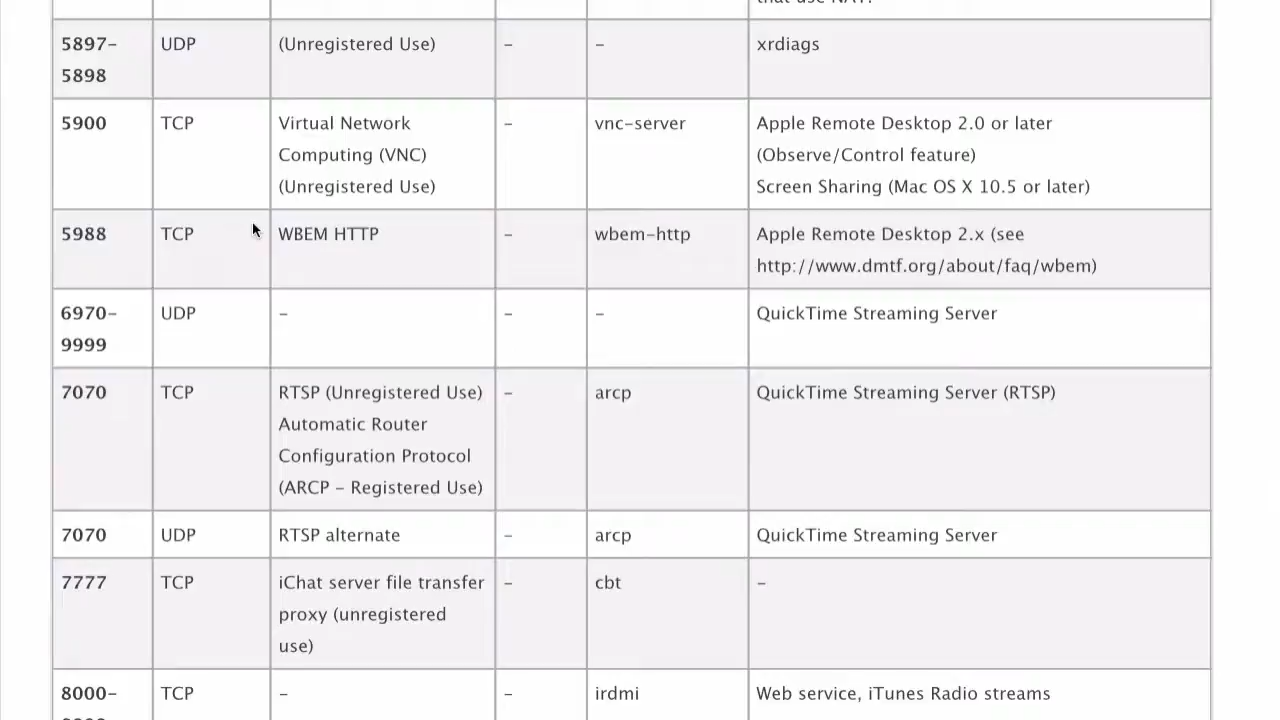 that use NAT.
5897- UDP (Unregistered Use) - - xrdiags
5898
5900 TCP Virtual Network - vnc-server Apple Remote Desktop 2.0 or later
Computing (VNC) (Observe/Control feature)
(Unregistered Use) Screen Sharing (Mac OS X 10.5 or later)
5988 TCP WBEM HTTP - wbem-http Apple Remote Desktop 2.x (see
http://www.dmtf.org/about/faq/wbem)
6970- UDP - - - QuickTime Streaming Server
9999
7070 TCP RTSP (Unregistered Use) - arcp QuickTime Streaming Server (RTSP)
Automatic Router
Configuration Protocol
(ARCP - Registered Use)
7070 UDP RTSP alternate - arcp QuickTime Streaming Server
7777 TCP iChat server file transfer - cbt -
proxy (unregistered
use)
8000- TCP - - irdmi Web service, iTunes Radio streams